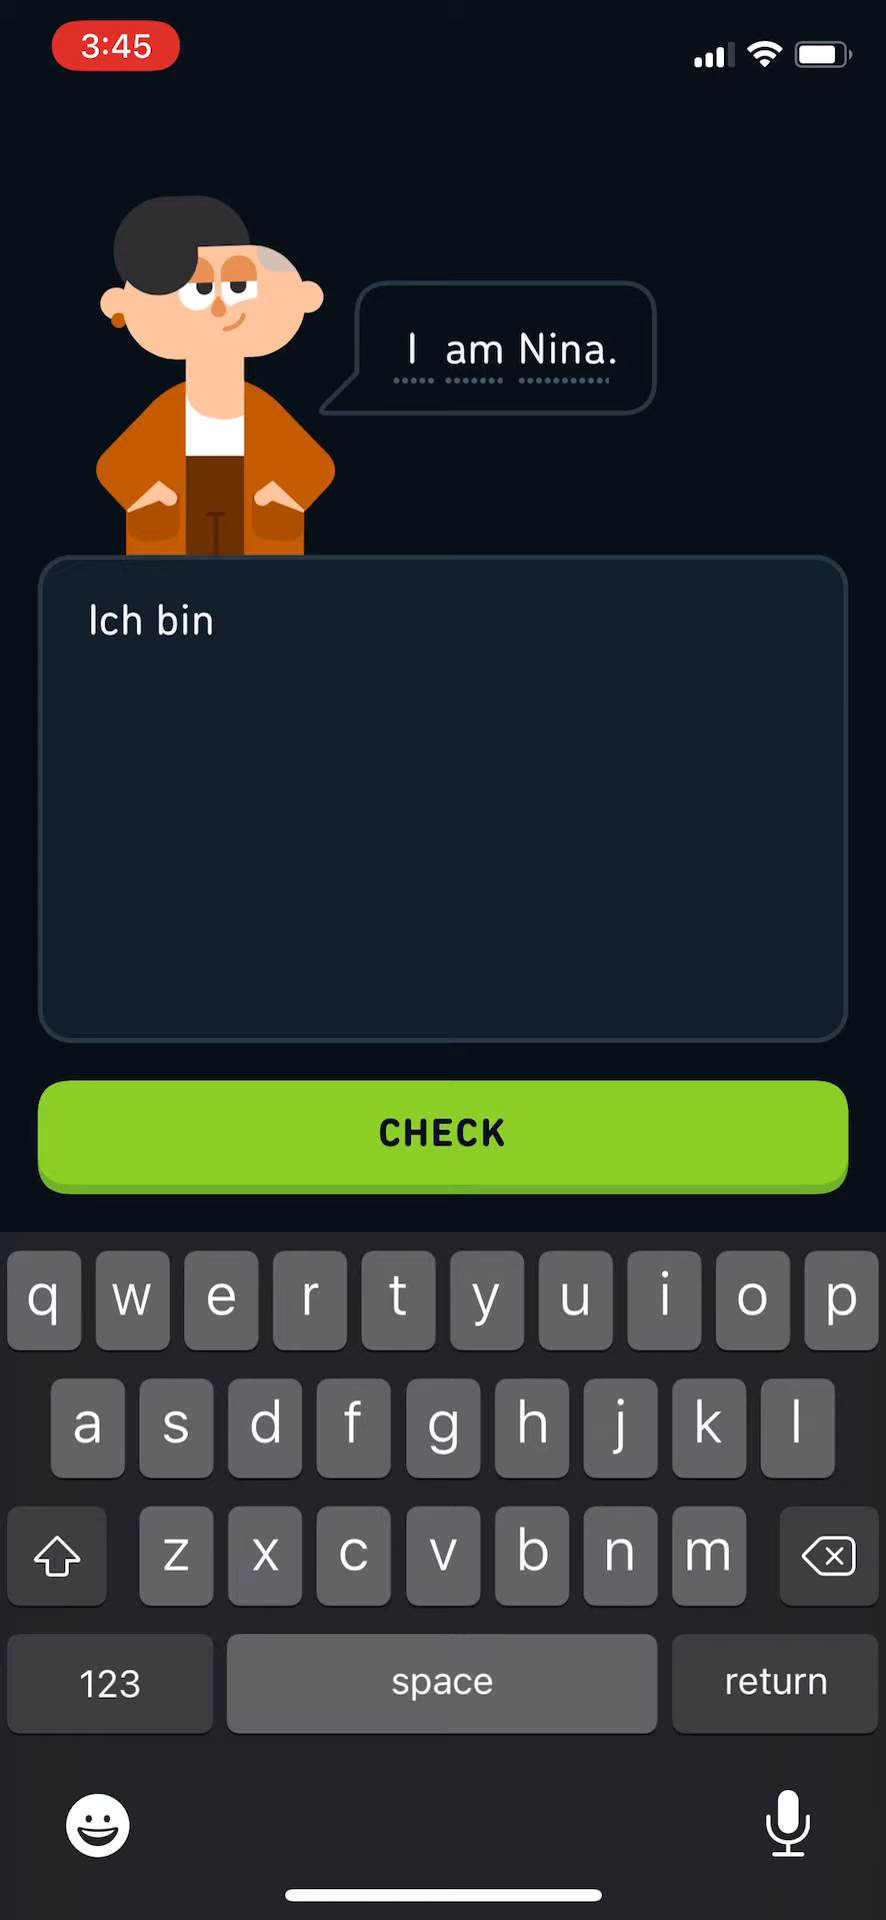 3:45
I am Nina.
Ich bin
CHECK
q w e r t y u i o p
a s d f g h j k l
z x c v b n m
123 space return